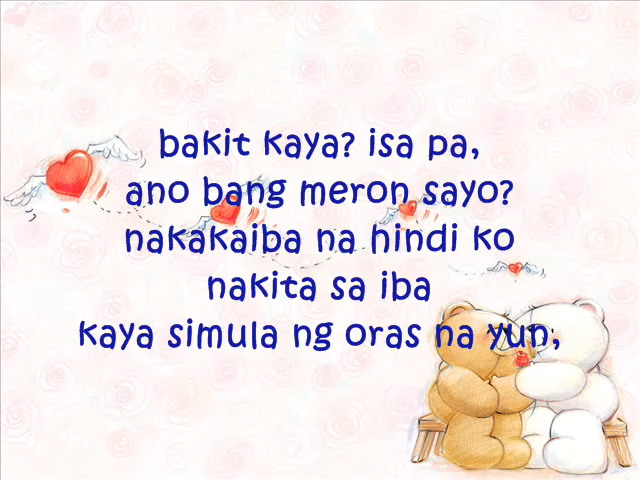 bakit kaya? isa pa,
ano bang meron sayo?
nakakaiba na hindi ko
nakita sa iba
kaya simula ng oras na yun,